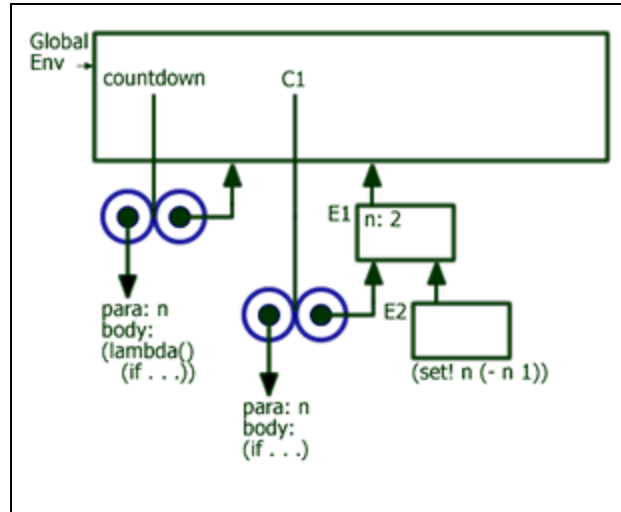 Global
Env
countdown
C1
E1
n: 2
para: n
body:
(lambda()
(if . . .))
E2
(set! n (- n 1))
para: n
body:
(if . . .)